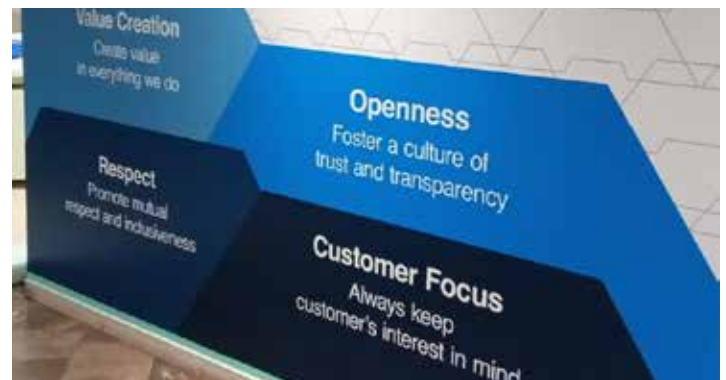 Value Creation
Create value
in everything we do
Openness
Foster a culture of
trust and transparency
Respect
Promote mutual
respect and inclusiveness
Customer Focus
Always keep
customer's interest in mind